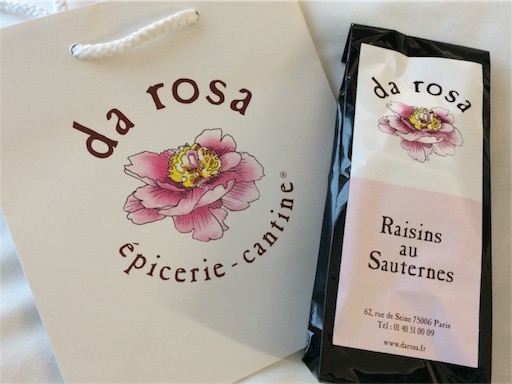 da rosa
épicerie-cantine®
da rosa
Raisins
au
Sauternes
62, rue de Seine 75006 Paris
Tél : 01 40 51 00 09
www.darosa.fr